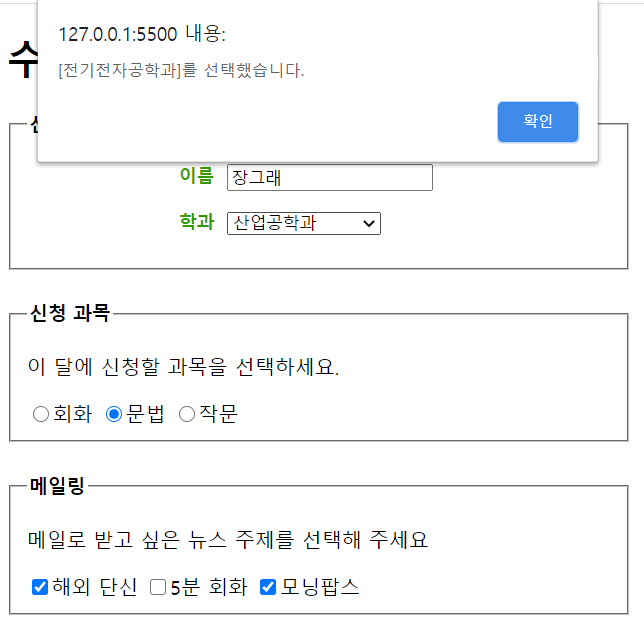 127.0.0.1:5500 내용:
[전기전자공학과]를 선택했습니다.
확인
수
이름 장그래
학과 산업공학과
신청 과목
이 달에 신청할 과목을 선택하세요.
회화 문법 작문
메일링
메일로 받고 싶은 뉴스 주제를 선택해 주세요
해외 단신 5분 회화 모닝팝스